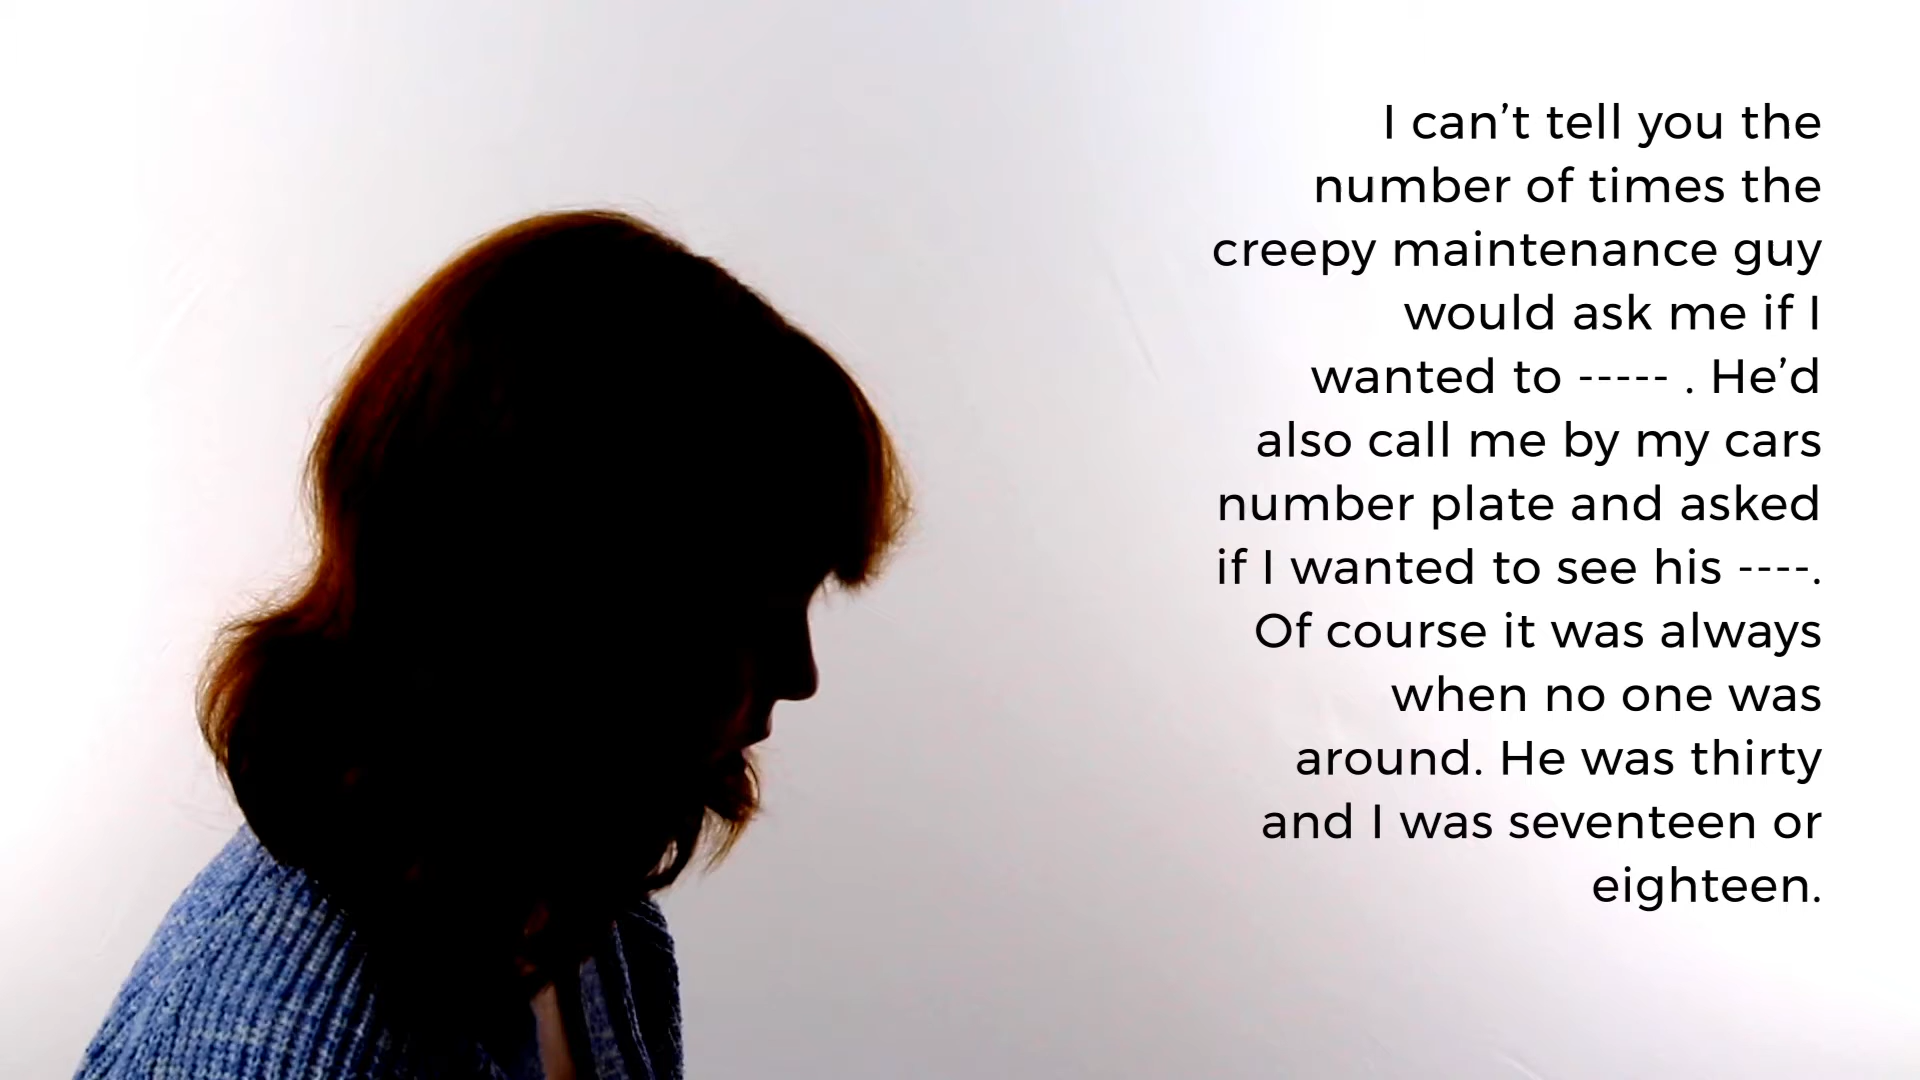 I can’t tell you the
number of times the
creepy maintenance guy
would ask me if I
wanted to ----- . He’d
also call me by my cars
number plate and asked
if I wanted to see his ----.
Of course it was always
when no one was
around. He was thirty
and I was seventeen or
eighteen.